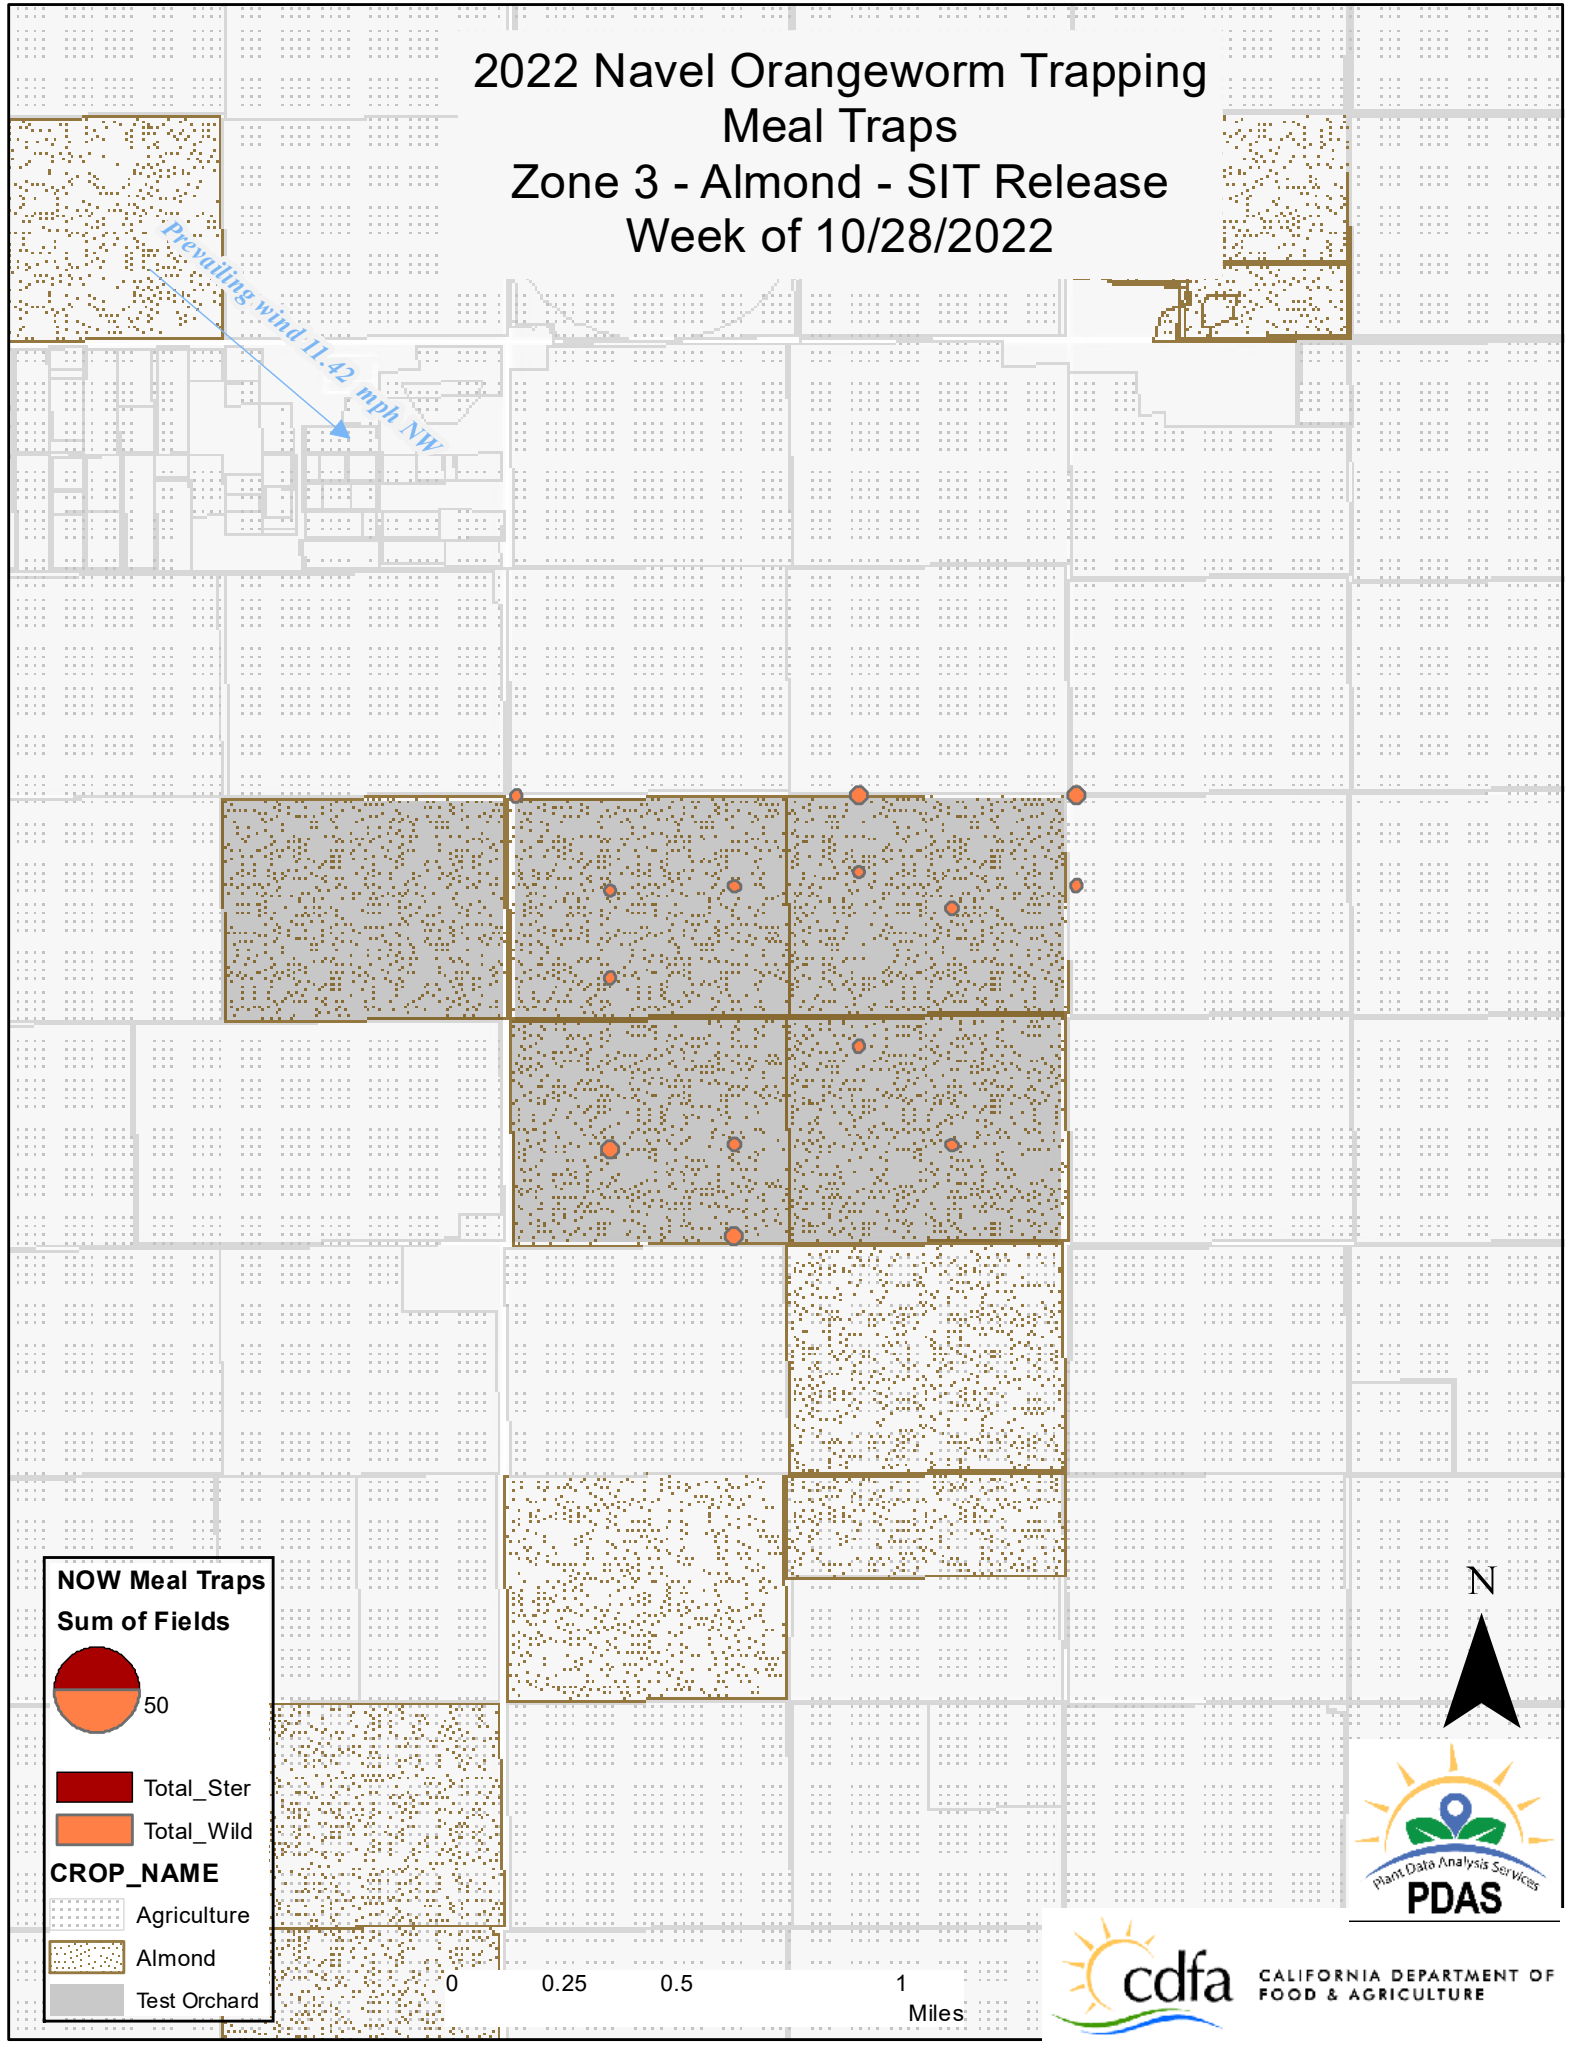 2022 Navel Orangeworm Trapping
Meal Traps
Zone 3 - Almond - SIT Release
Week of 10/28/2022
Prevailing wind 11.42 mph NW
NOW Meal Traps
Sum of Fields
50
Total_Ster
Total_Wild
CROP_NAME
Agriculture
Almond
Test Orchard
0 0.25 0.5 1
Miles
N
Plant Data Analysis Services
PDAS
cdfa
CALIFORNIA DEPARTMENT OF
FOOD & AGRICULTURE